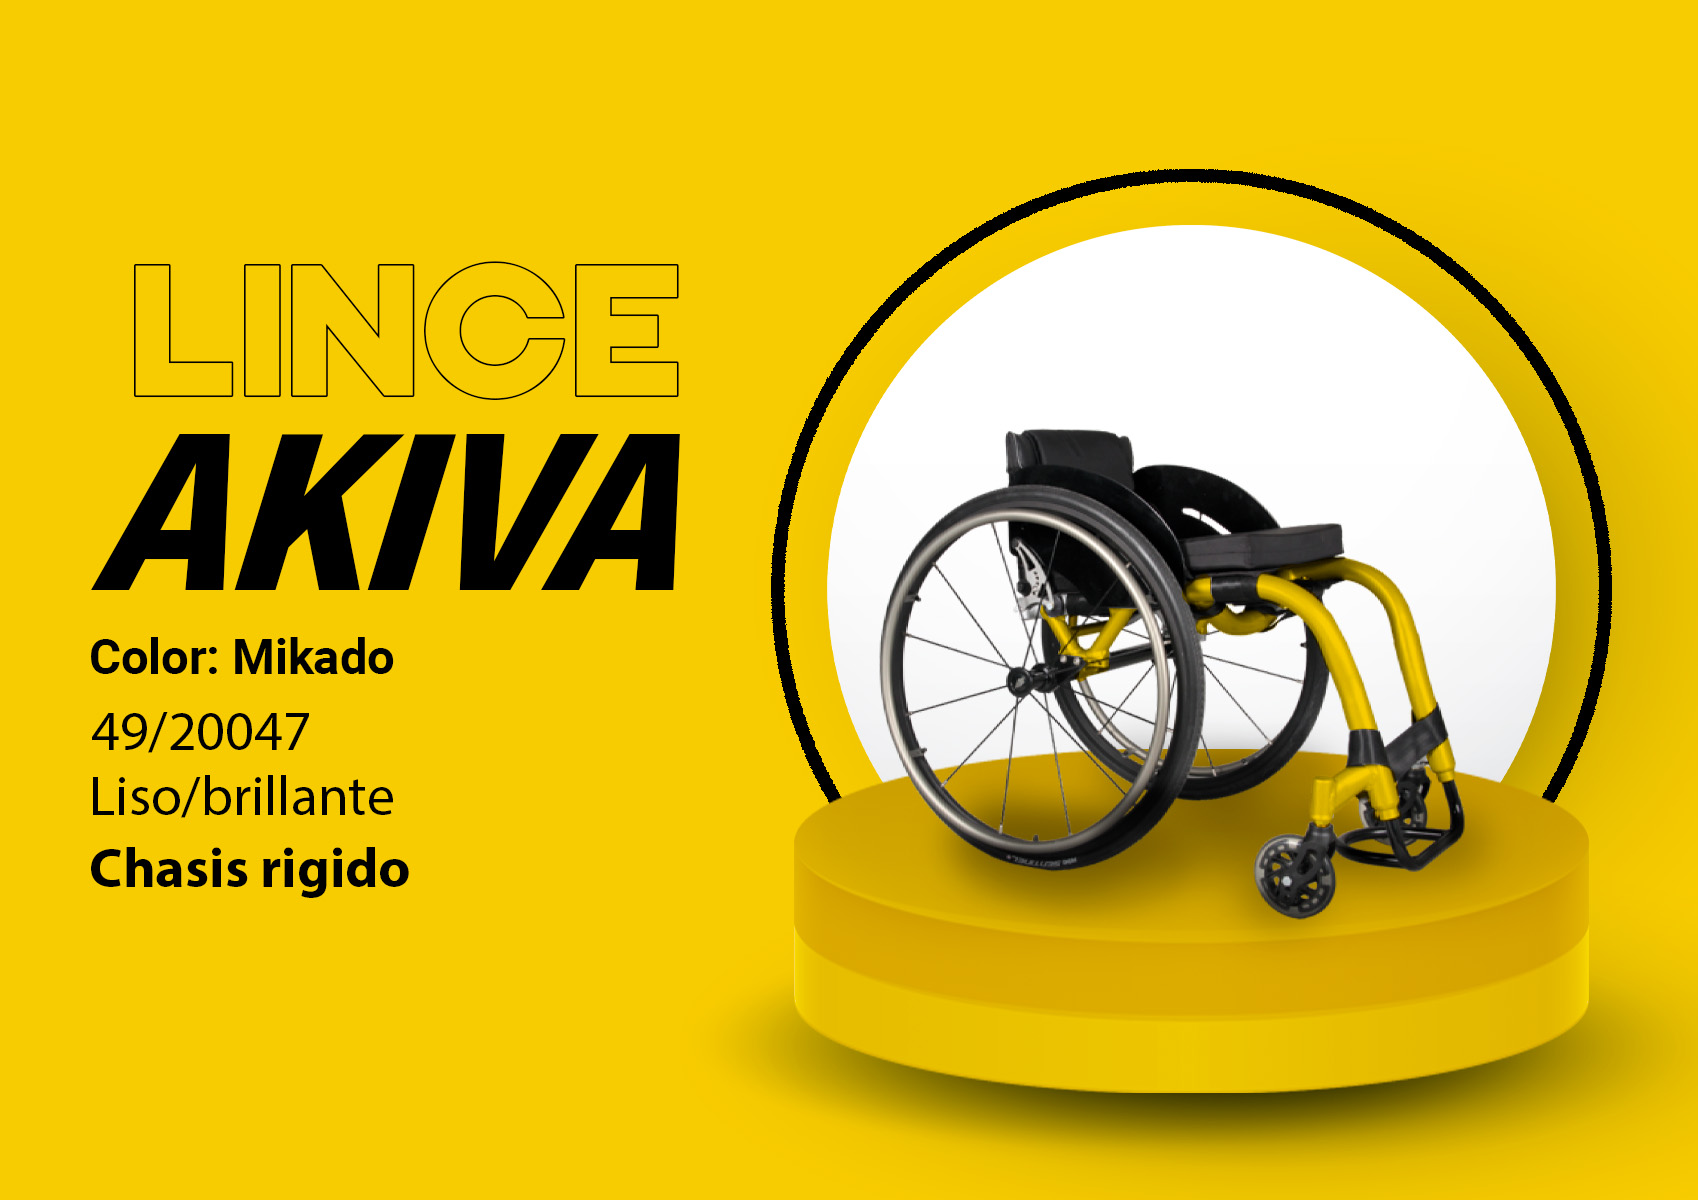 LINCE
AKIVA
Color: Mikado
49/20047
Liso/brillante
Chasis rigido